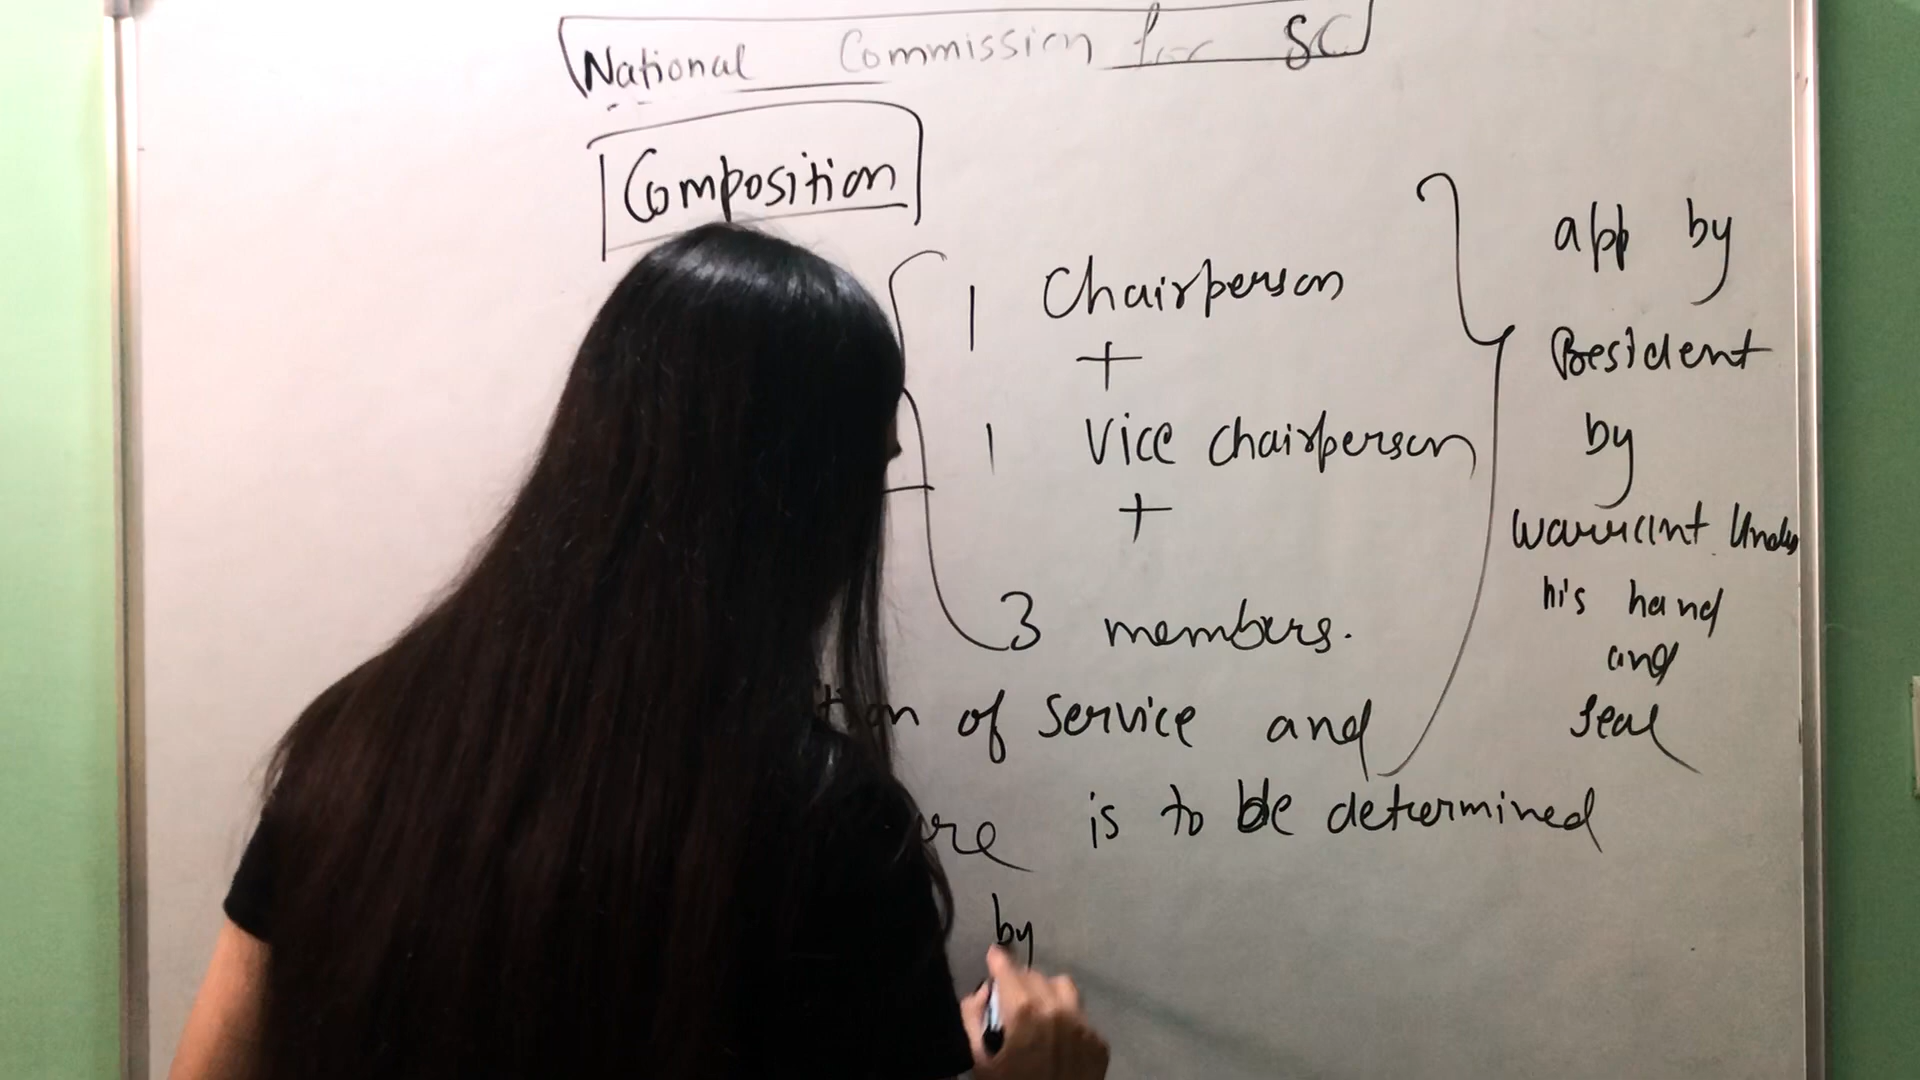 National Commission for SC
Composition
1 Chairperson
+
1 Vice chairperson
+
3 members.
of service and
is to be determined
by
app by
President
by
warrant Under
his hand
and
seal